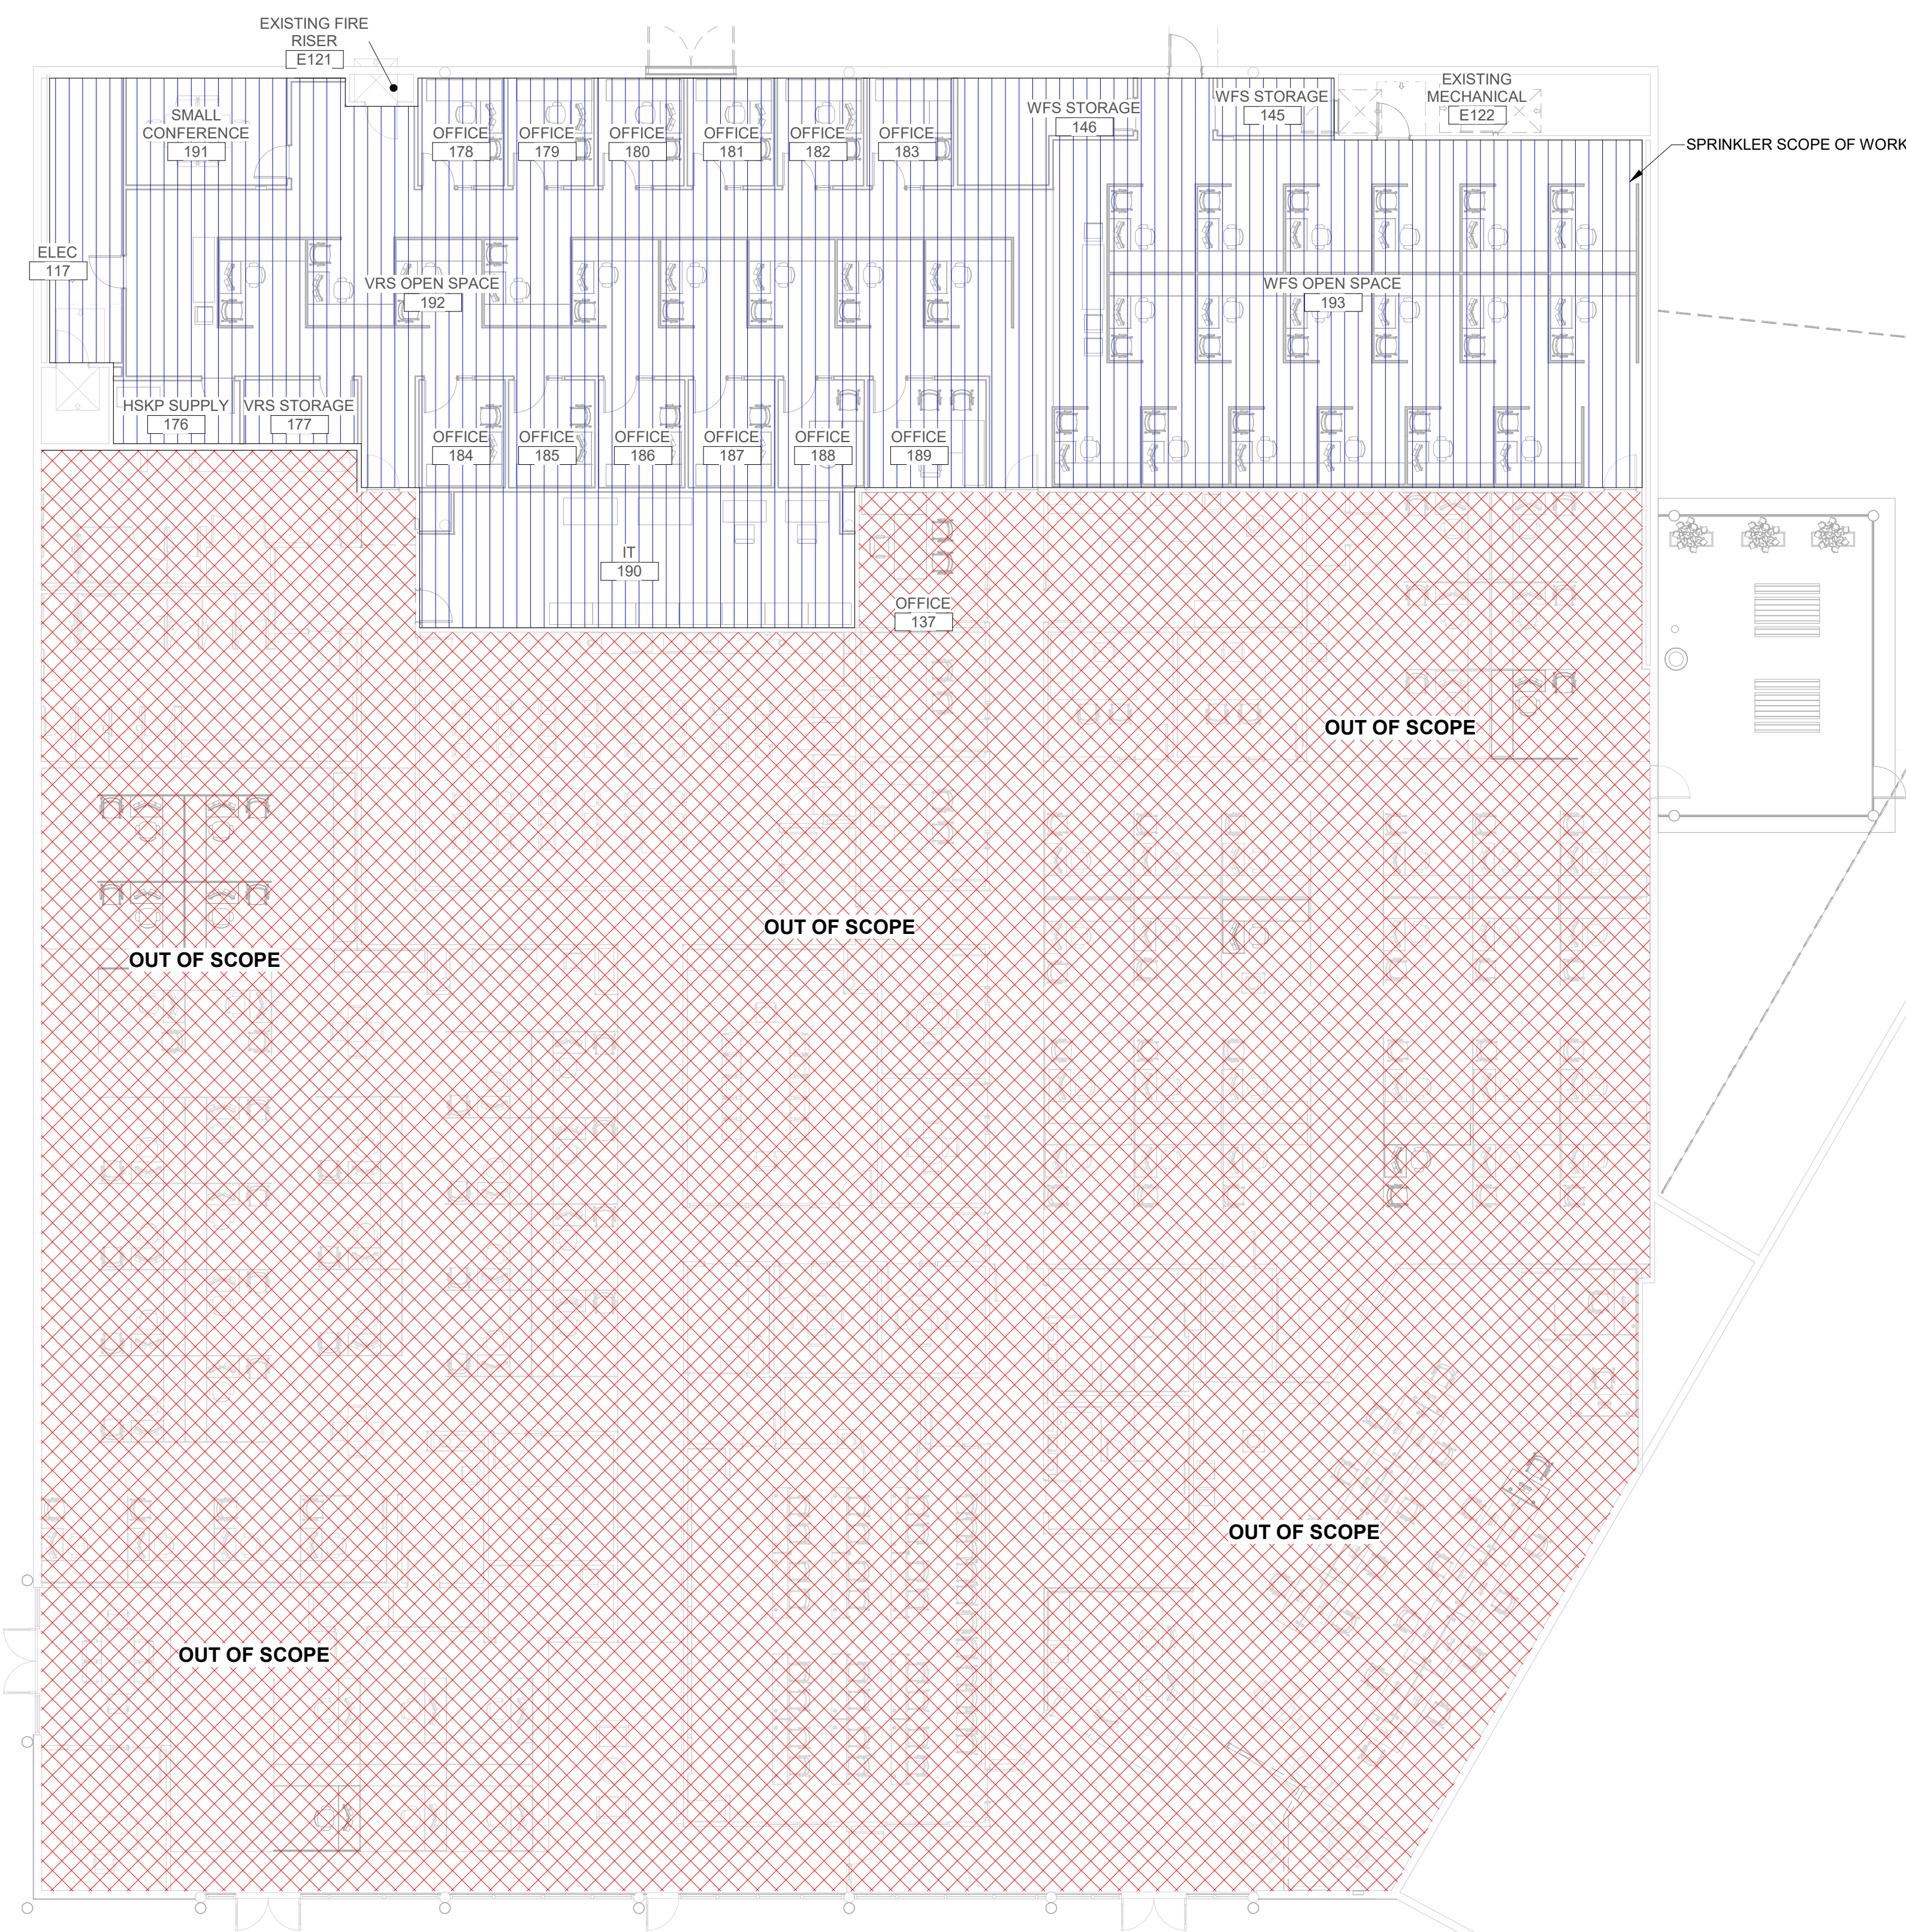 EXISTING FIRE
RISER
E121
SMALL
CONFERENCE
191
OFFICE
178
OFFICE
179
OFFICE
180
OFFICE
181
OFFICE
182
OFFICE
183
WFS STORAGE
146
WFS STORAGE
145
EXISTING
MECHANICAL
E122
SPRINKLER SCOPE OF WORK
ELEC
117
VRS OPEN SPACE
192
WFS OPEN SPACE
193
HSKP SUPPLY
176
VRS STORAGE
177
OFFICE
184
OFFICE
185
OFFICE
186
OFFICE
187
OFFICE
188
OFFICE
189
IT
190
OFFICE
137
OUT OF SCOPE
OUT OF SCOPE
OUT OF SCOPE
OUT OF SCOPE
OUT OF SCOPE